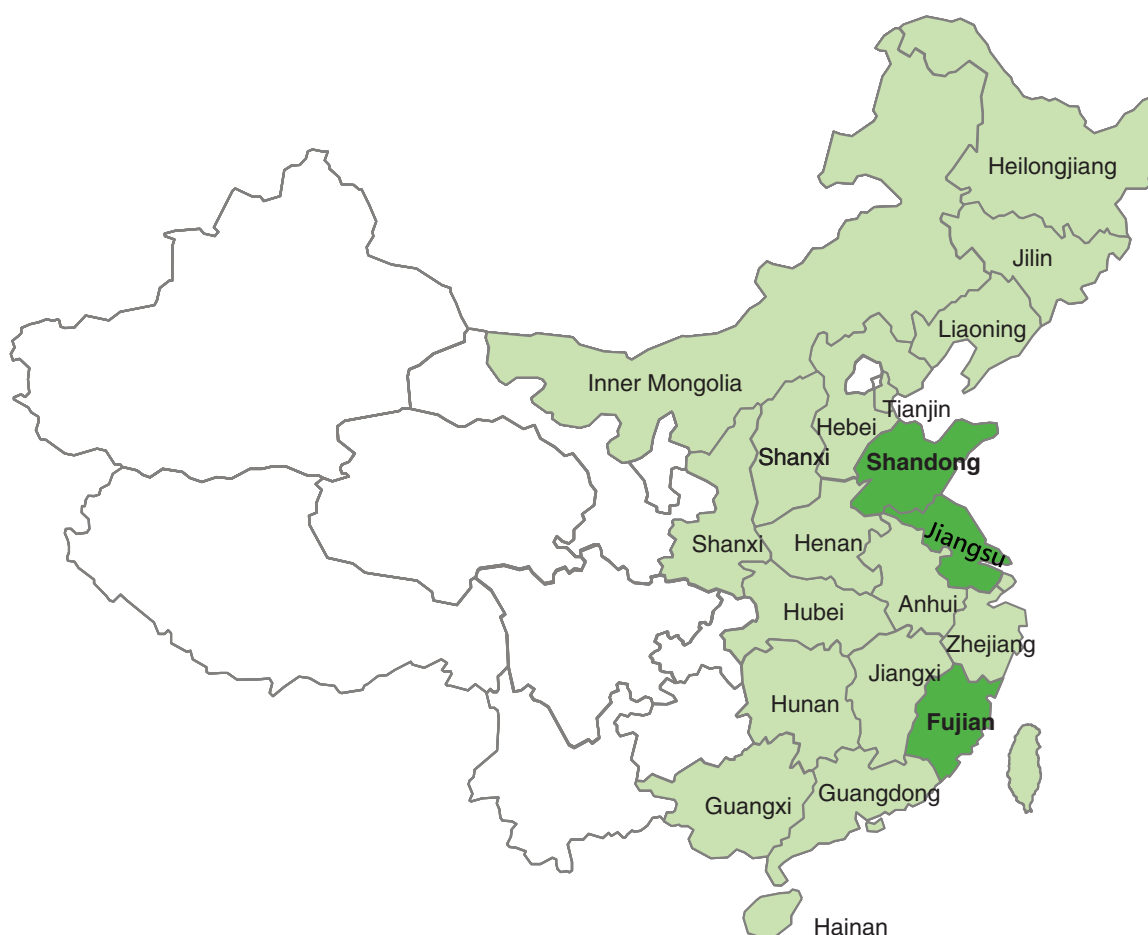 Heilongjiang
Jilin
Liaoning
Inner Mongolia
Tianjin
Hebei
Shanxi
Shandong
Shanxi
Henan
Jiangsu
Anhui
Hubei
Zhejiang
Jiangxi
Hunan
Fujian
Guangdong
Guangxi
Hainan